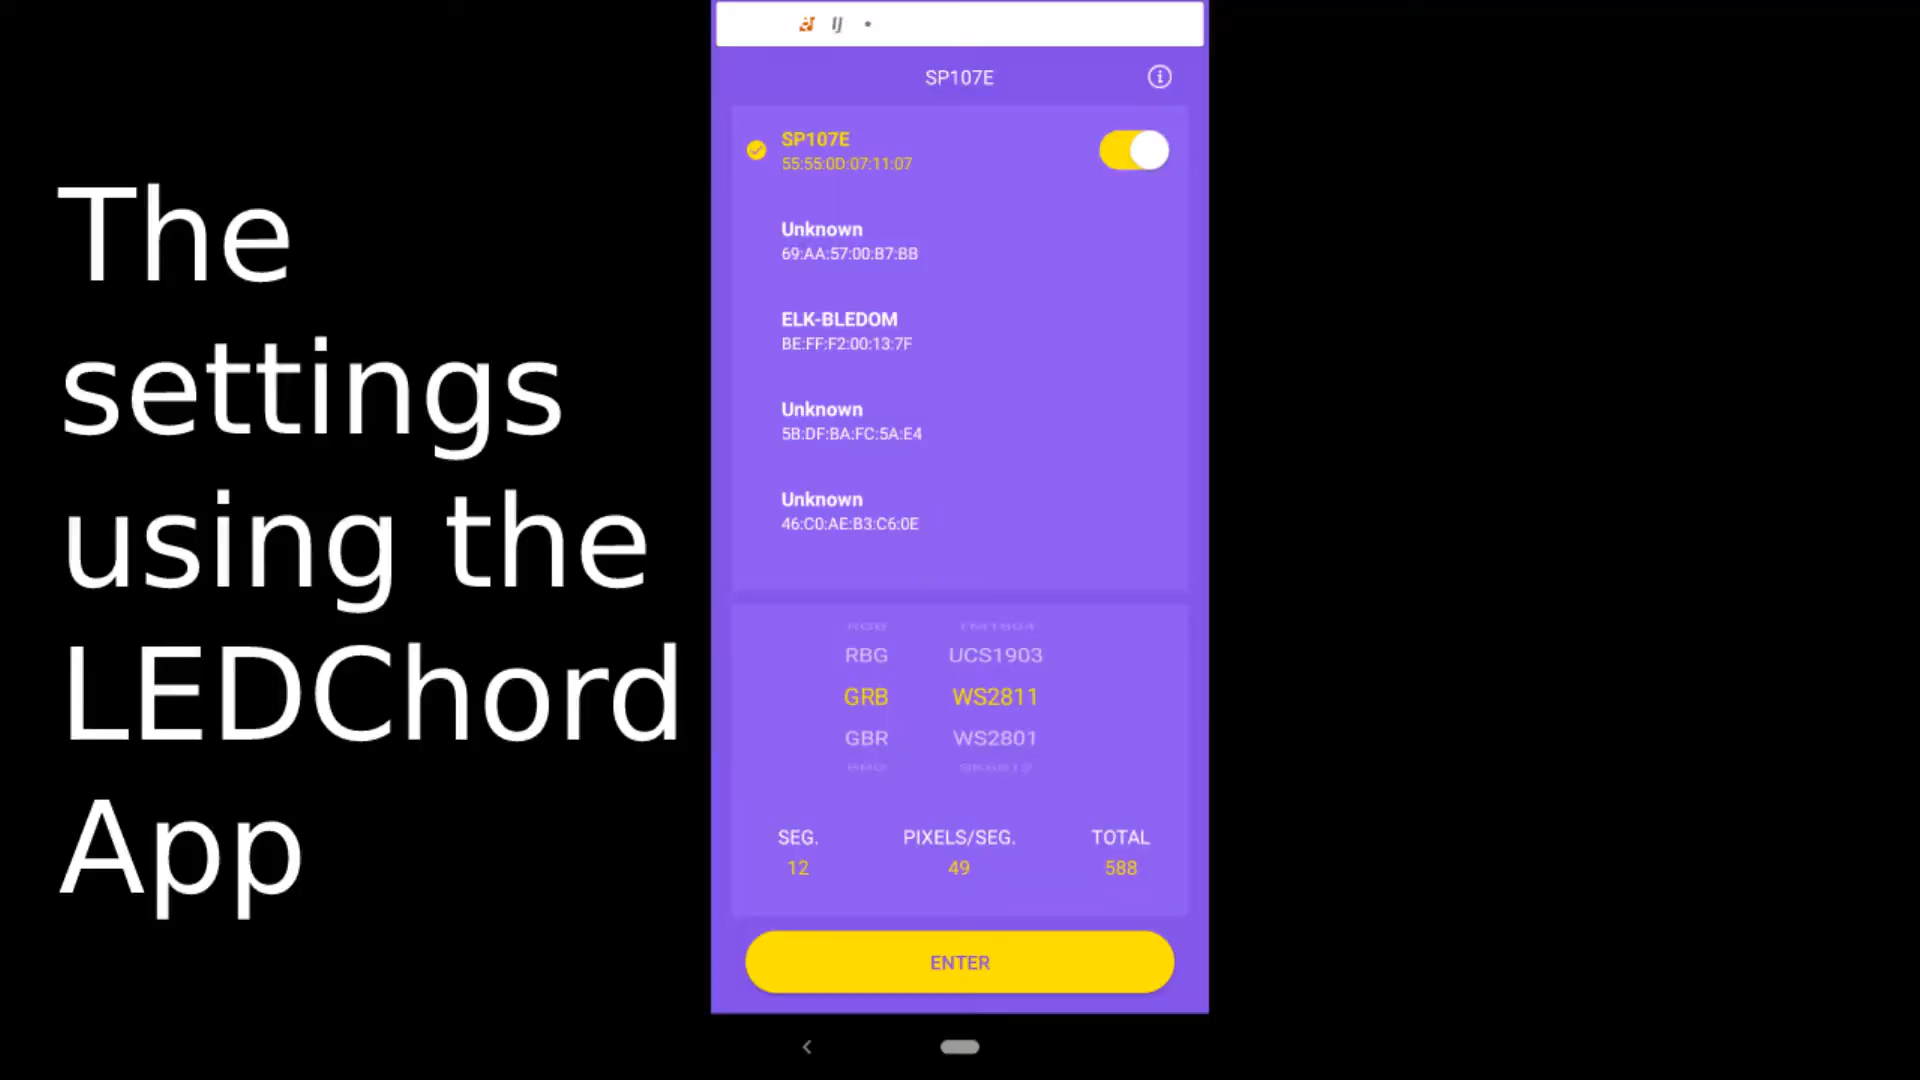 The
settings
using the
LEDChord
App
SP107E
SP107E
55:55:0D:07:11:07
Unknown
69:AA:57:00:B7:BB
ELK-BLEDOM
BE:FF:F2:00:13:7F
Unknown
5B:DF:BA:FC:5A:E4
Unknown
46:C0:AE:B3:C6:0E
RGB TM1804
RBG UCS1903
GRB WS2811
GBR WS2801
SEG. PIXELS/SEG. TOTAL
12 49 588
ENTER